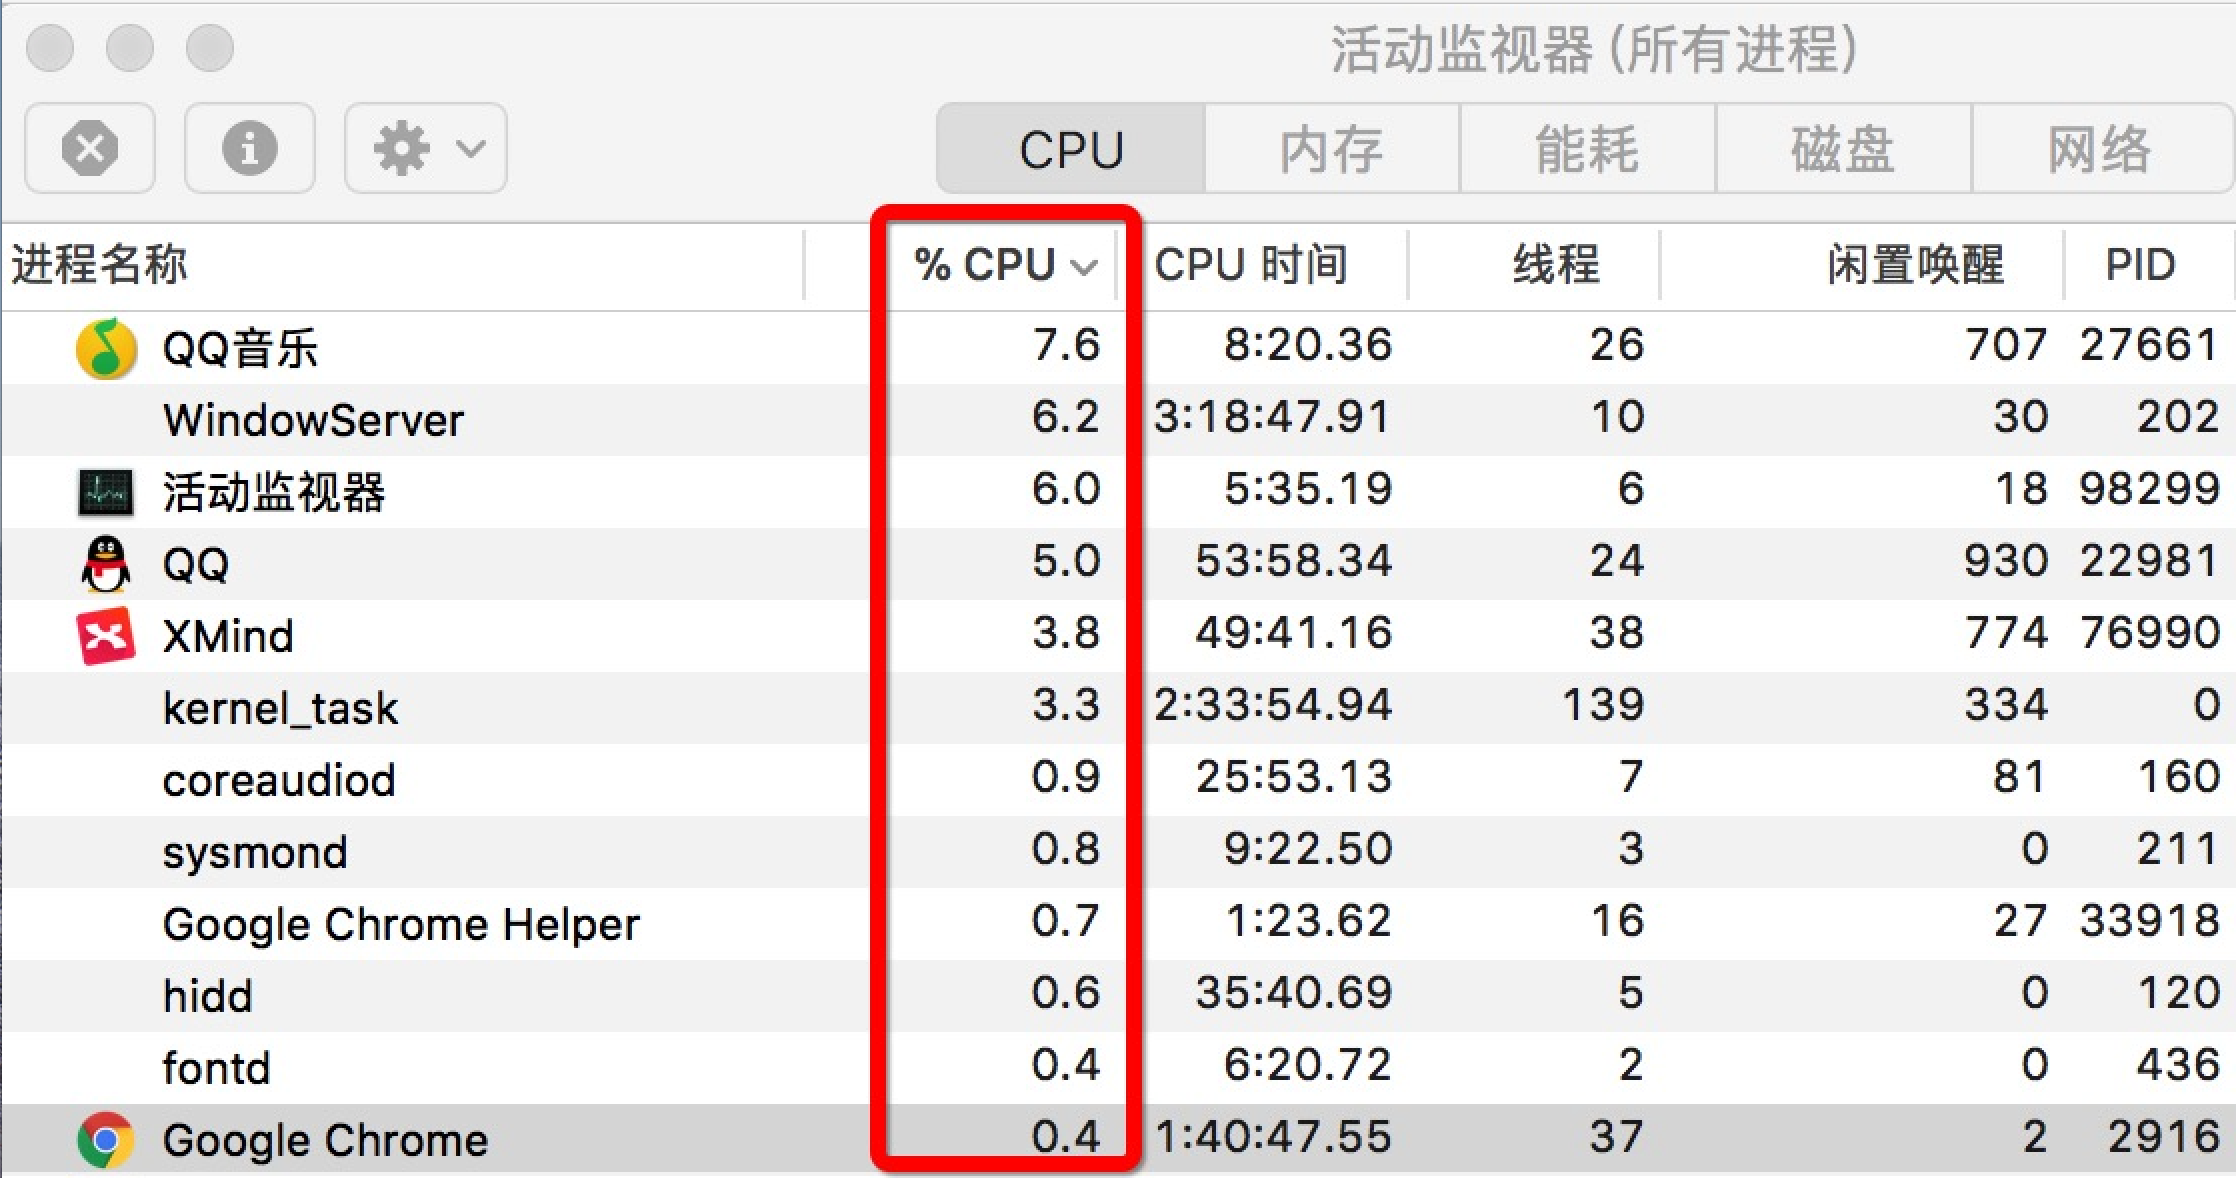 活动监视器 (所有进程)
CPU 内存 能耗 磁盘 网络
进程名称 % CPU CPU 时间 线程 闲置唤醒 PID
QQ音乐 7.6 8:20.36 26 707 27661
WindowServer 6.2 3:18:47.91 10 30 202
活动监视器 6.0 5:35.19 6 18 98299
QQ 5.0 53:58.34 24 930 22981
XMind 3.8 49:41.16 38 774 76990
kernel_task 3.3 2:33:54.94 139 334 0
coreaudiod 0.9 25:53.13 7 81 160
sysmond 0.8 9:22.50 3 0 211
Google Chrome Helper 0.7 1:23.62 16 27 33918
hidd 0.6 35:40.69 5 0 120
fontd 0.4 6:20.72 2 0 436
Google Chrome 0.4 1:40:47.55 37 2 2916